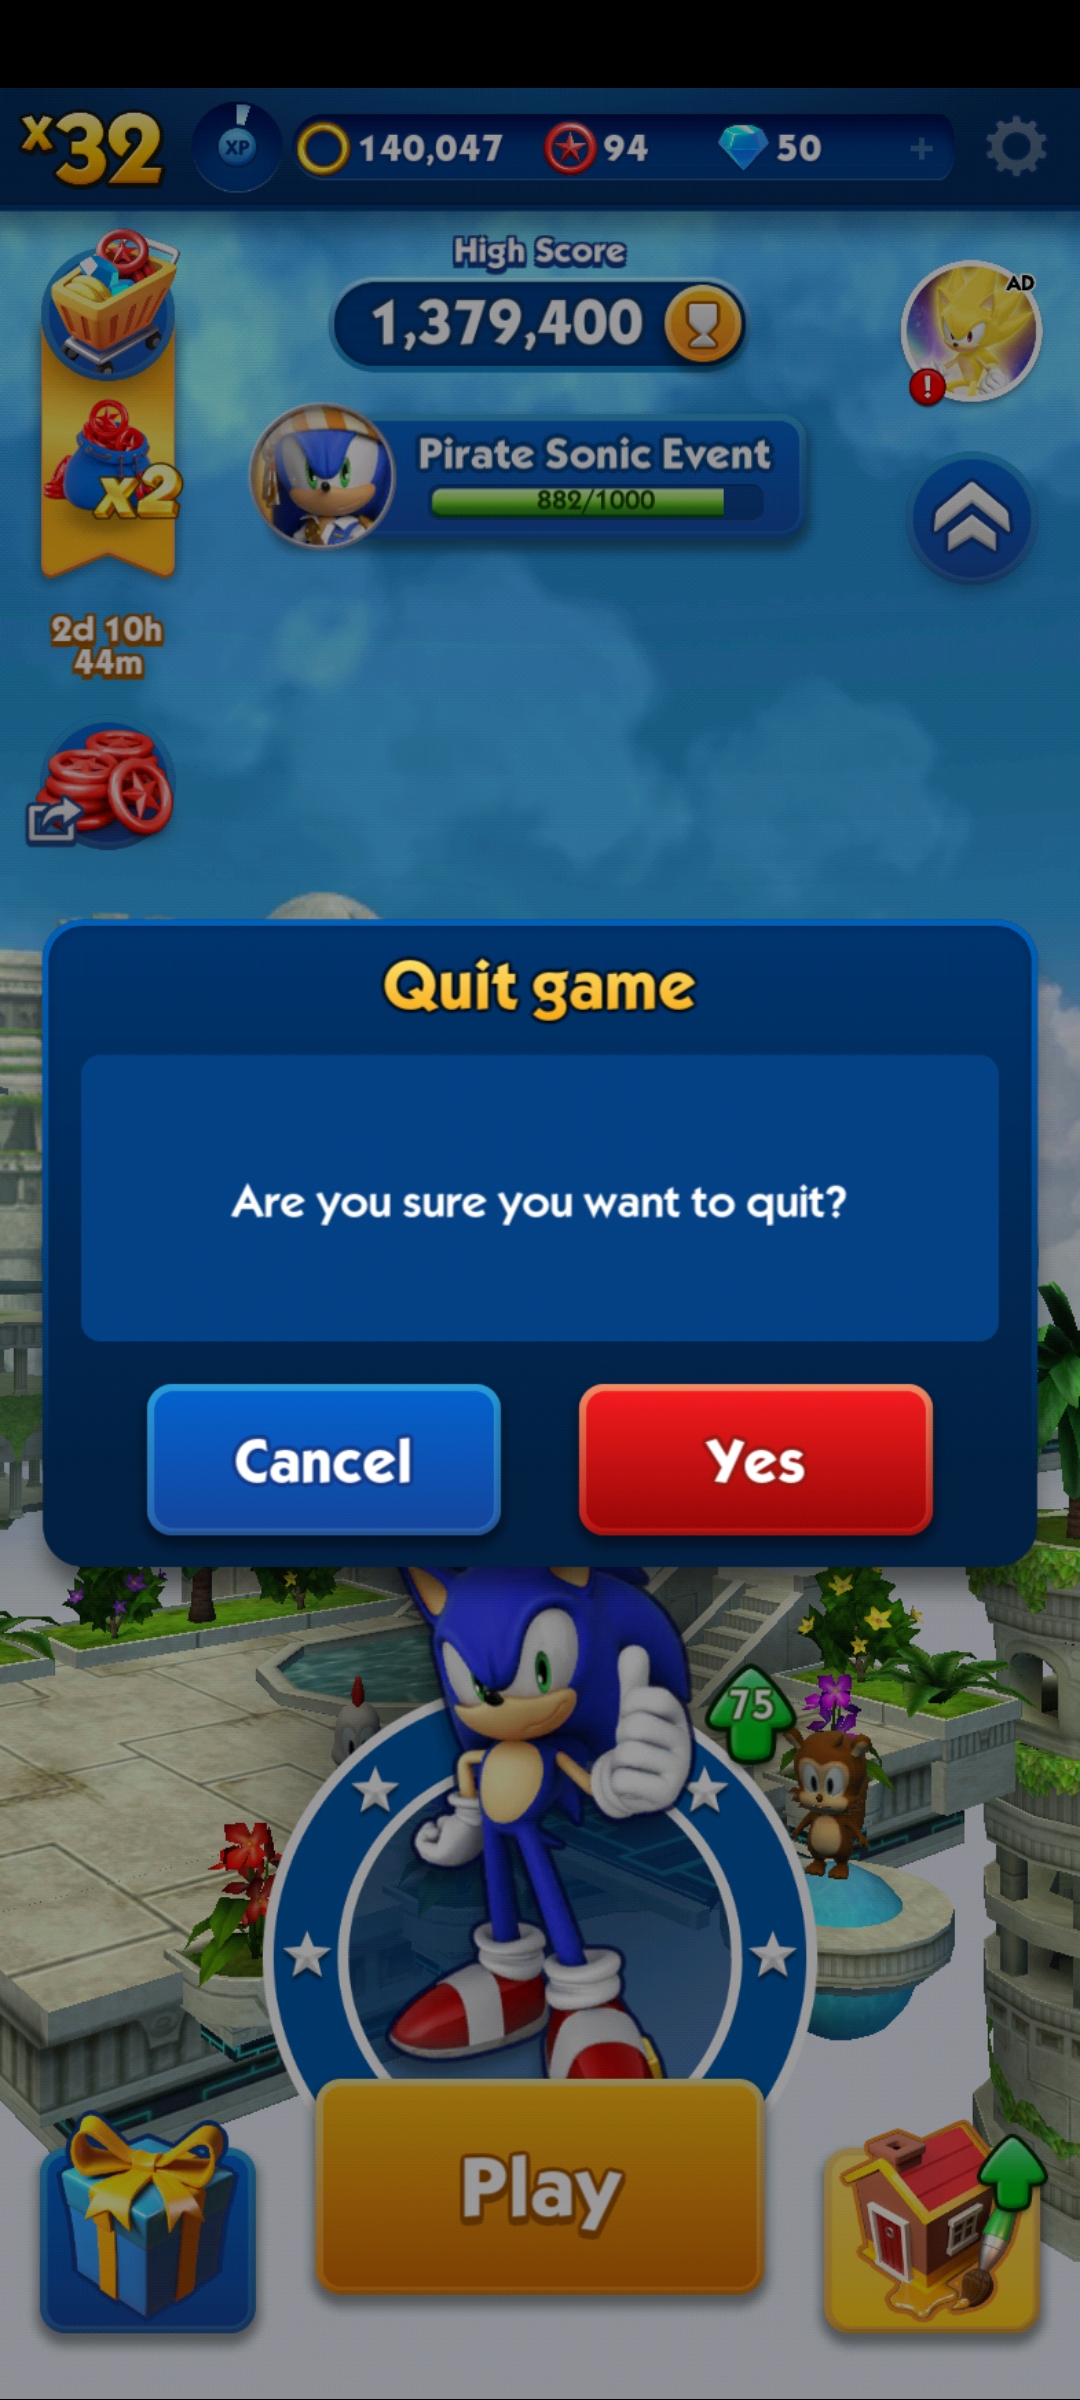 x32
XP
140,047
94
50
+
High Score
1,379,400
AD
!
Pirate Sonic Event
882/1000
x2
2d 10h
44m
Quit game
Are you sure you want to quit?
Cancel
Yes
75
Play